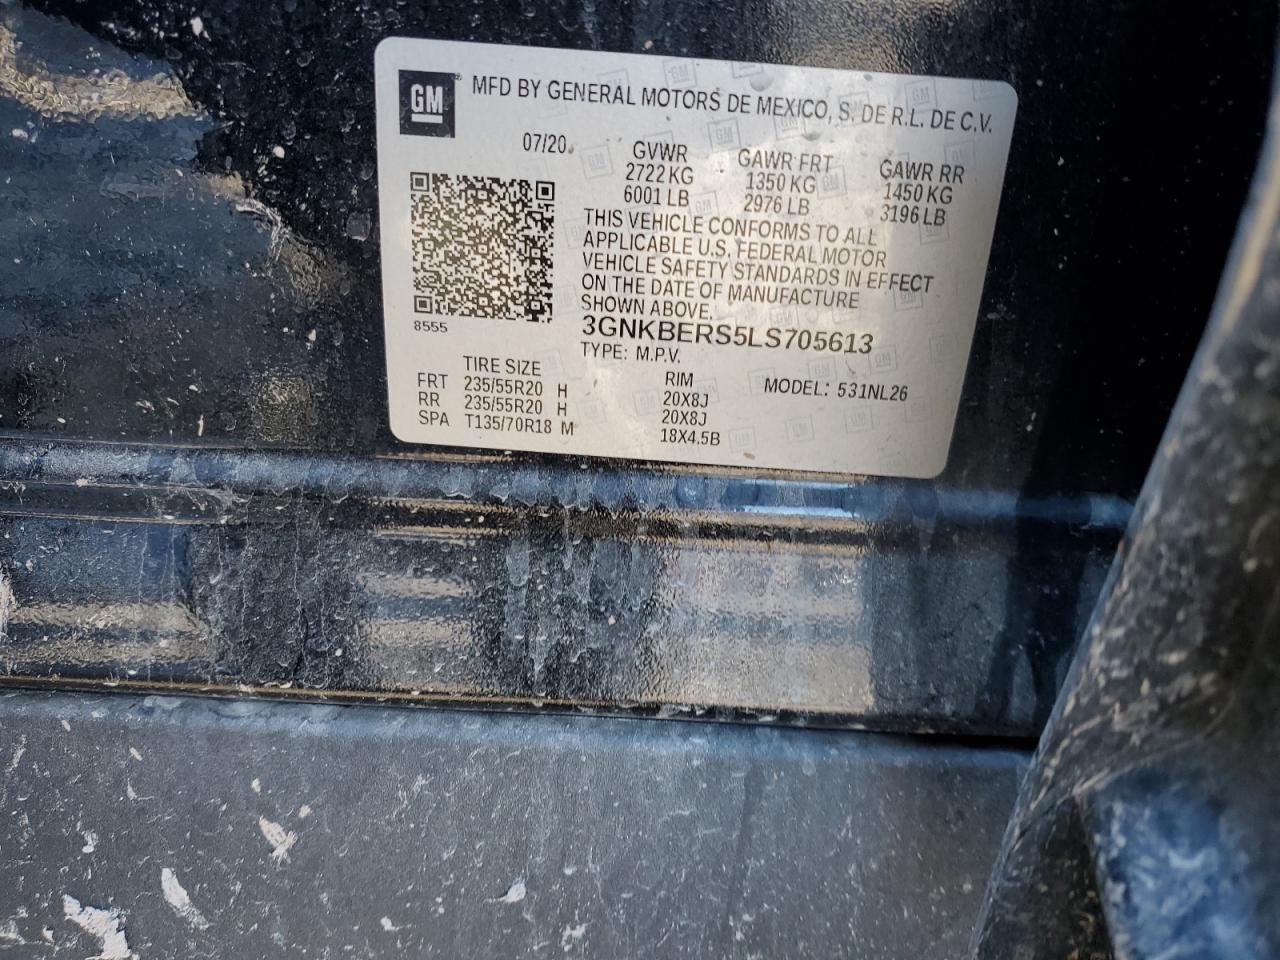 GM
MFD BY GENERAL MOTORS DE MEXICO, S. DE R.L. DE C.V.
07/20
GVWR GAWR FRT GAWR RR
2722 KG 1350 KG 1450 KG
6001 LB 2976 LB 3196 LB
THIS VEHICLE CONFORMS TO ALL
APPLICABLE U.S. FEDERAL MOTOR
VEHICLE SAFETY STANDARDS IN EFFECT
ON THE DATE OF MANUFACTURE
SHOWN ABOVE.
8555
3GNKBERS5LS705613
TYPE: M.P.V.
TIRE SIZE RIM MODEL: 531NL26
FRT 235/55R20 H 20X8J
RR 235/55R20 H 20X8J
SPA T135/70R18 M 18X4.5B